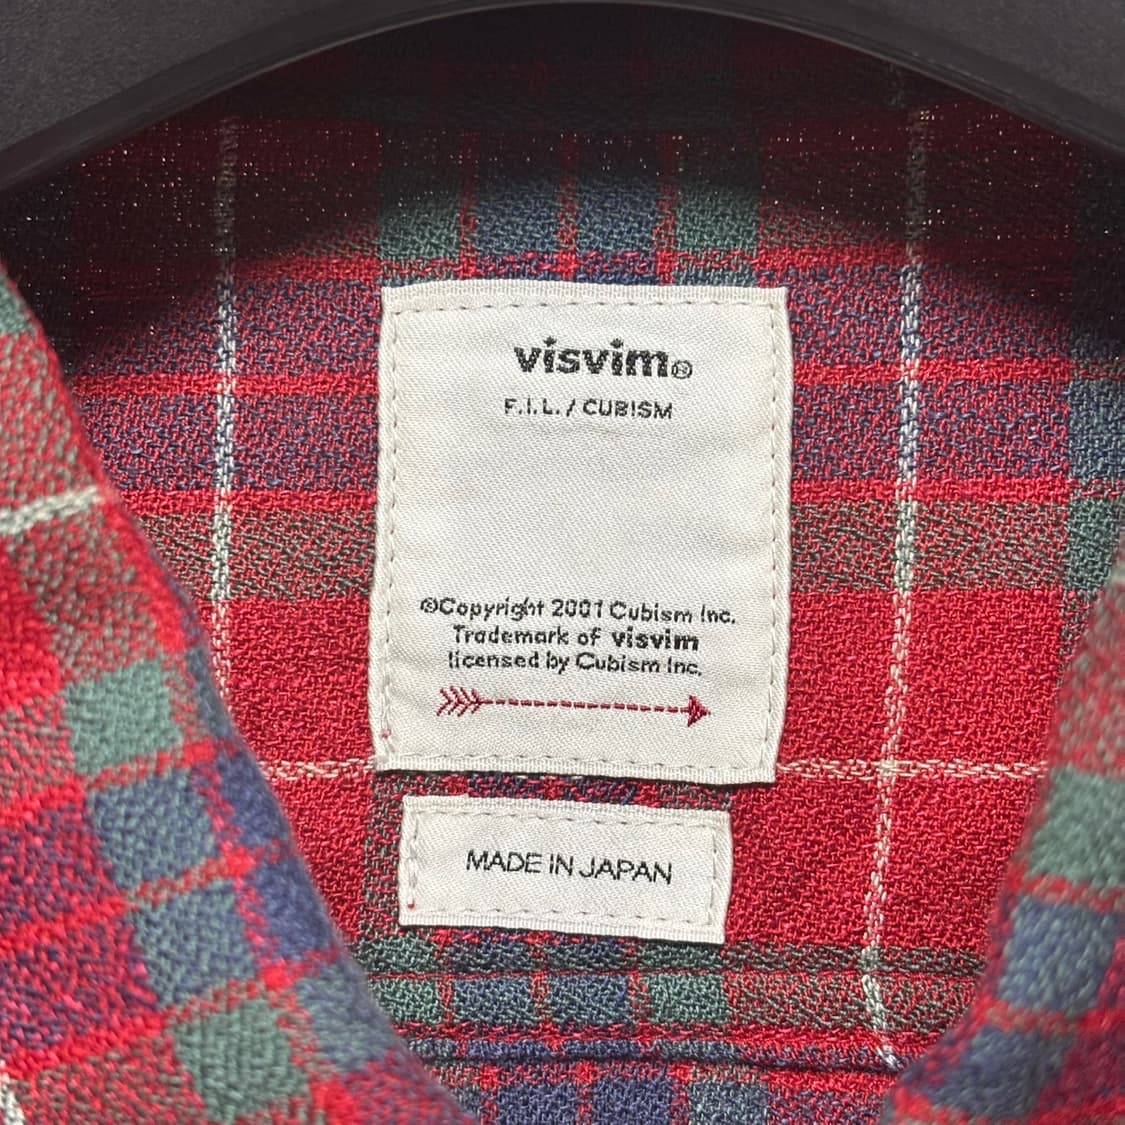 visvim®
F.I.L. / CUBISM
©Copyright 2001 Cubism Inc.
Trademark of visvim
licensed by Cubism Inc.
MADE IN JAPAN